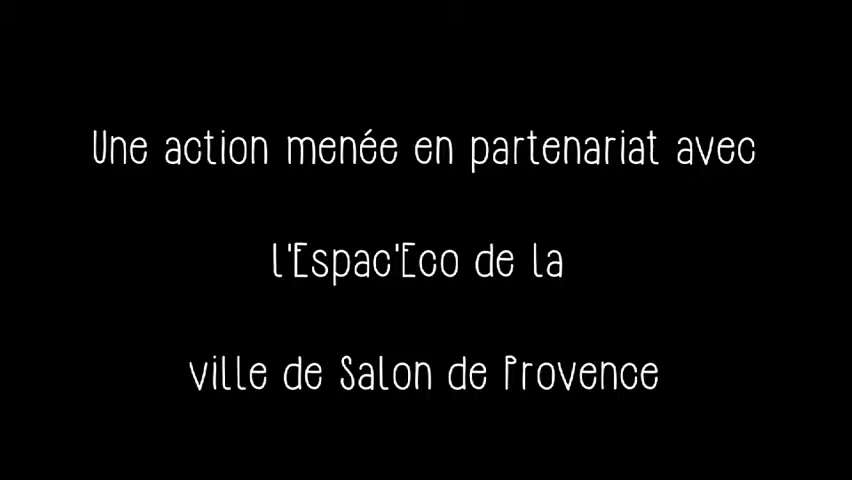 Une action menée en partenariat avec
l'Espac'Eco de la
ville de Salon de Provence